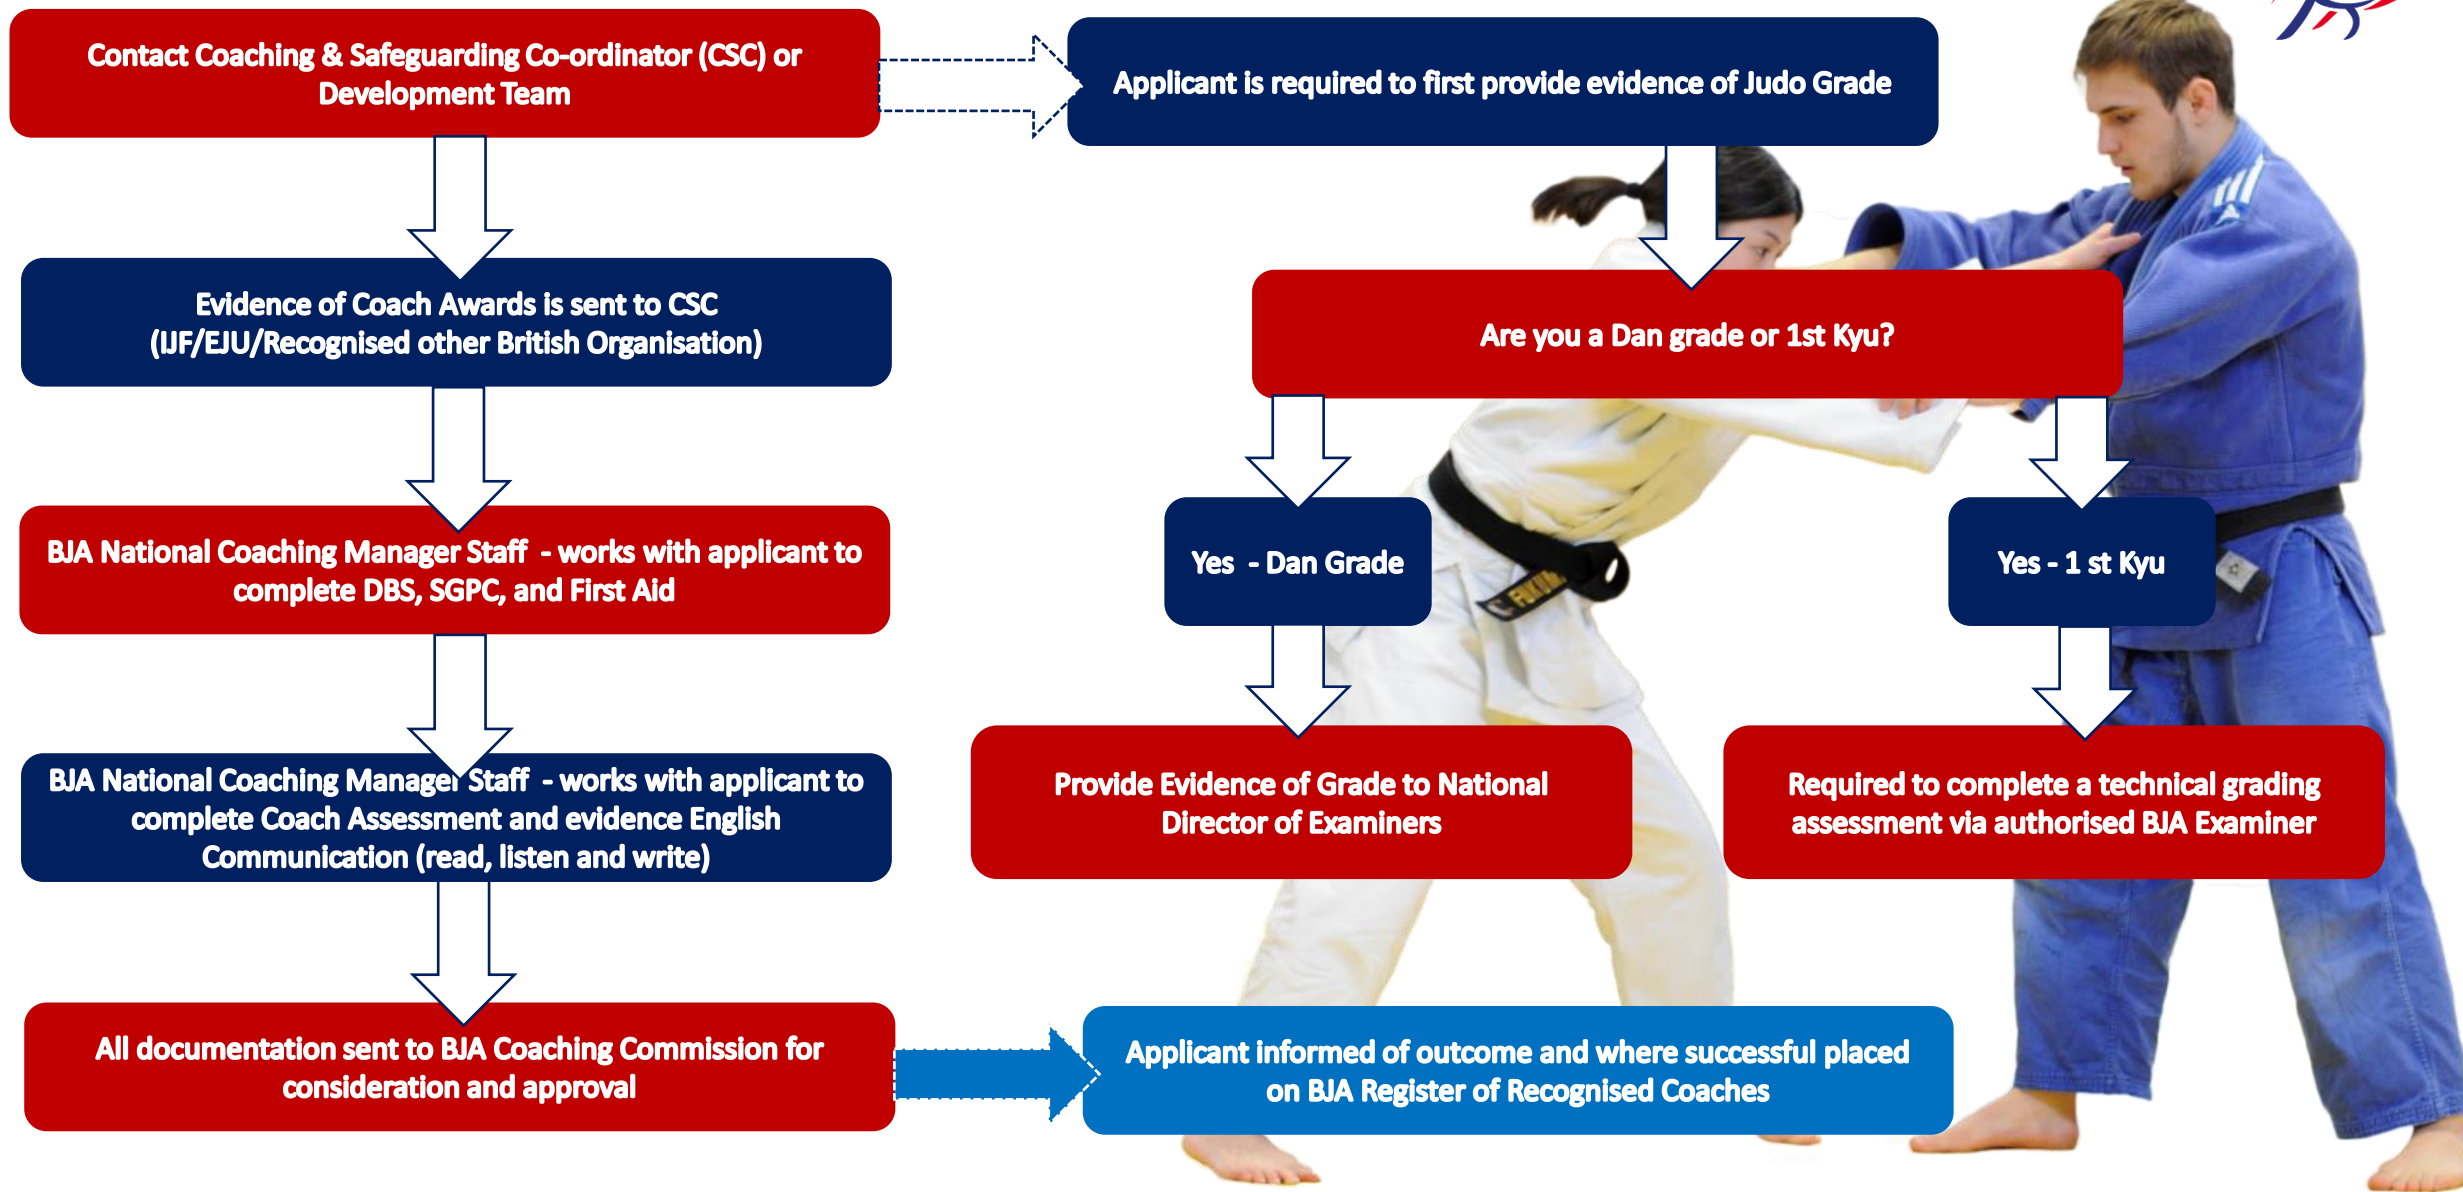 Contact Coaching & Safeguarding Co-ordinator (CSC) or
Development Team
Applicant is required to first provide evidence of Judo Grade
Evidence of Coach Awards is sent to CSC
(IJF/EJU/Recognised other British Organisation)
Are you a Dan grade or 1st Kyu?
BJA National Coaching Manager Staff  - works with applicant to
complete DBS, SGPC, and First Aid
Yes  - Dan Grade
Yes - 1 st Kyu
BJA National Coaching Manager Staff  - works with applicant to
complete Coach Assessment and evidence English
Communication (read, listen and write)
Provide Evidence of Grade to National
Director of Examiners
Required to complete a technical grading
assessment via authorised BJA Examiner
All documentation sent to BJA Coaching Commission for
consideration and approval
Applicant informed of outcome and where successful placed
on BJA Register of Recognised Coaches